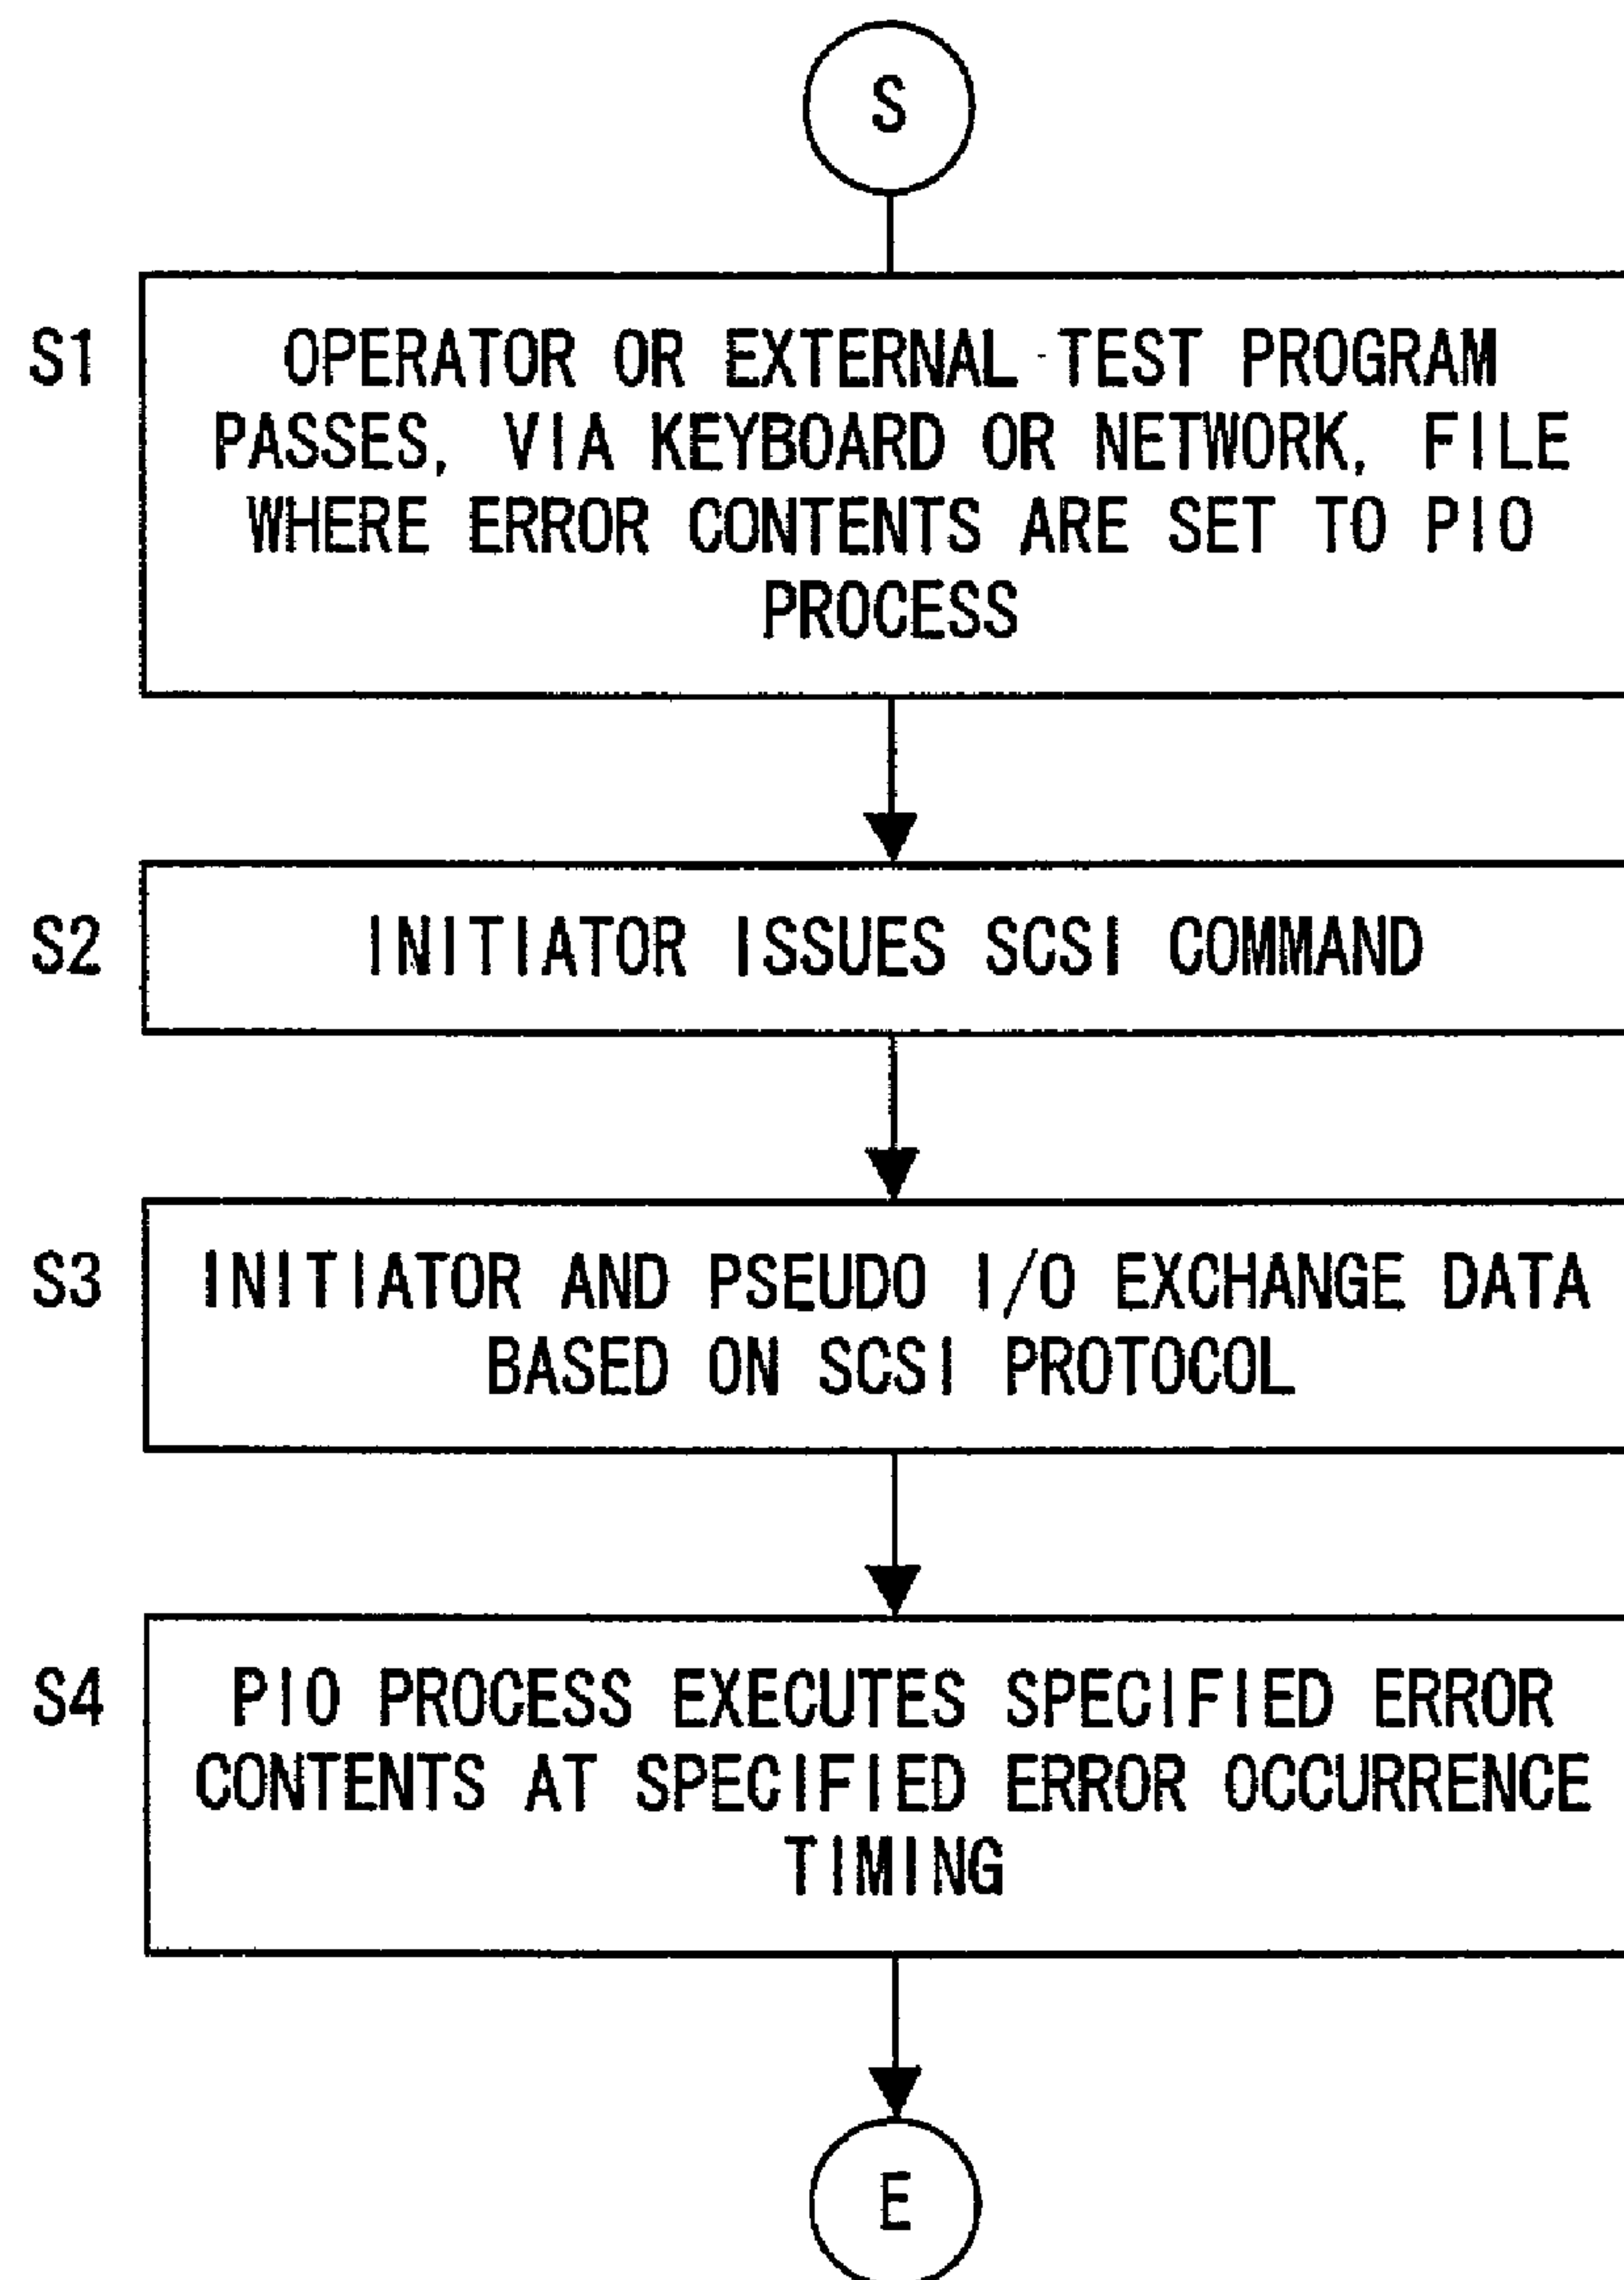 S
S1
OPERATOR OR EXTERNAL TEST PROGRAM
PASSES, VIA KEYBOARD OR NETWORK, FILE
WHERE ERROR CONTENTS ARE SET TO PIO
PROCESS
S2
INITIATOR ISSUES SCSI COMMAND
S3
INITIATOR AND PSEUDO I/O EXCHANGE DATA
BASED ON SCSI PROTOCOL
S4
PIO PROCESS EXECUTES SPECIFIED ERROR
CONTENTS AT SPECIFIED ERROR OCCURRENCE
TIMING
E